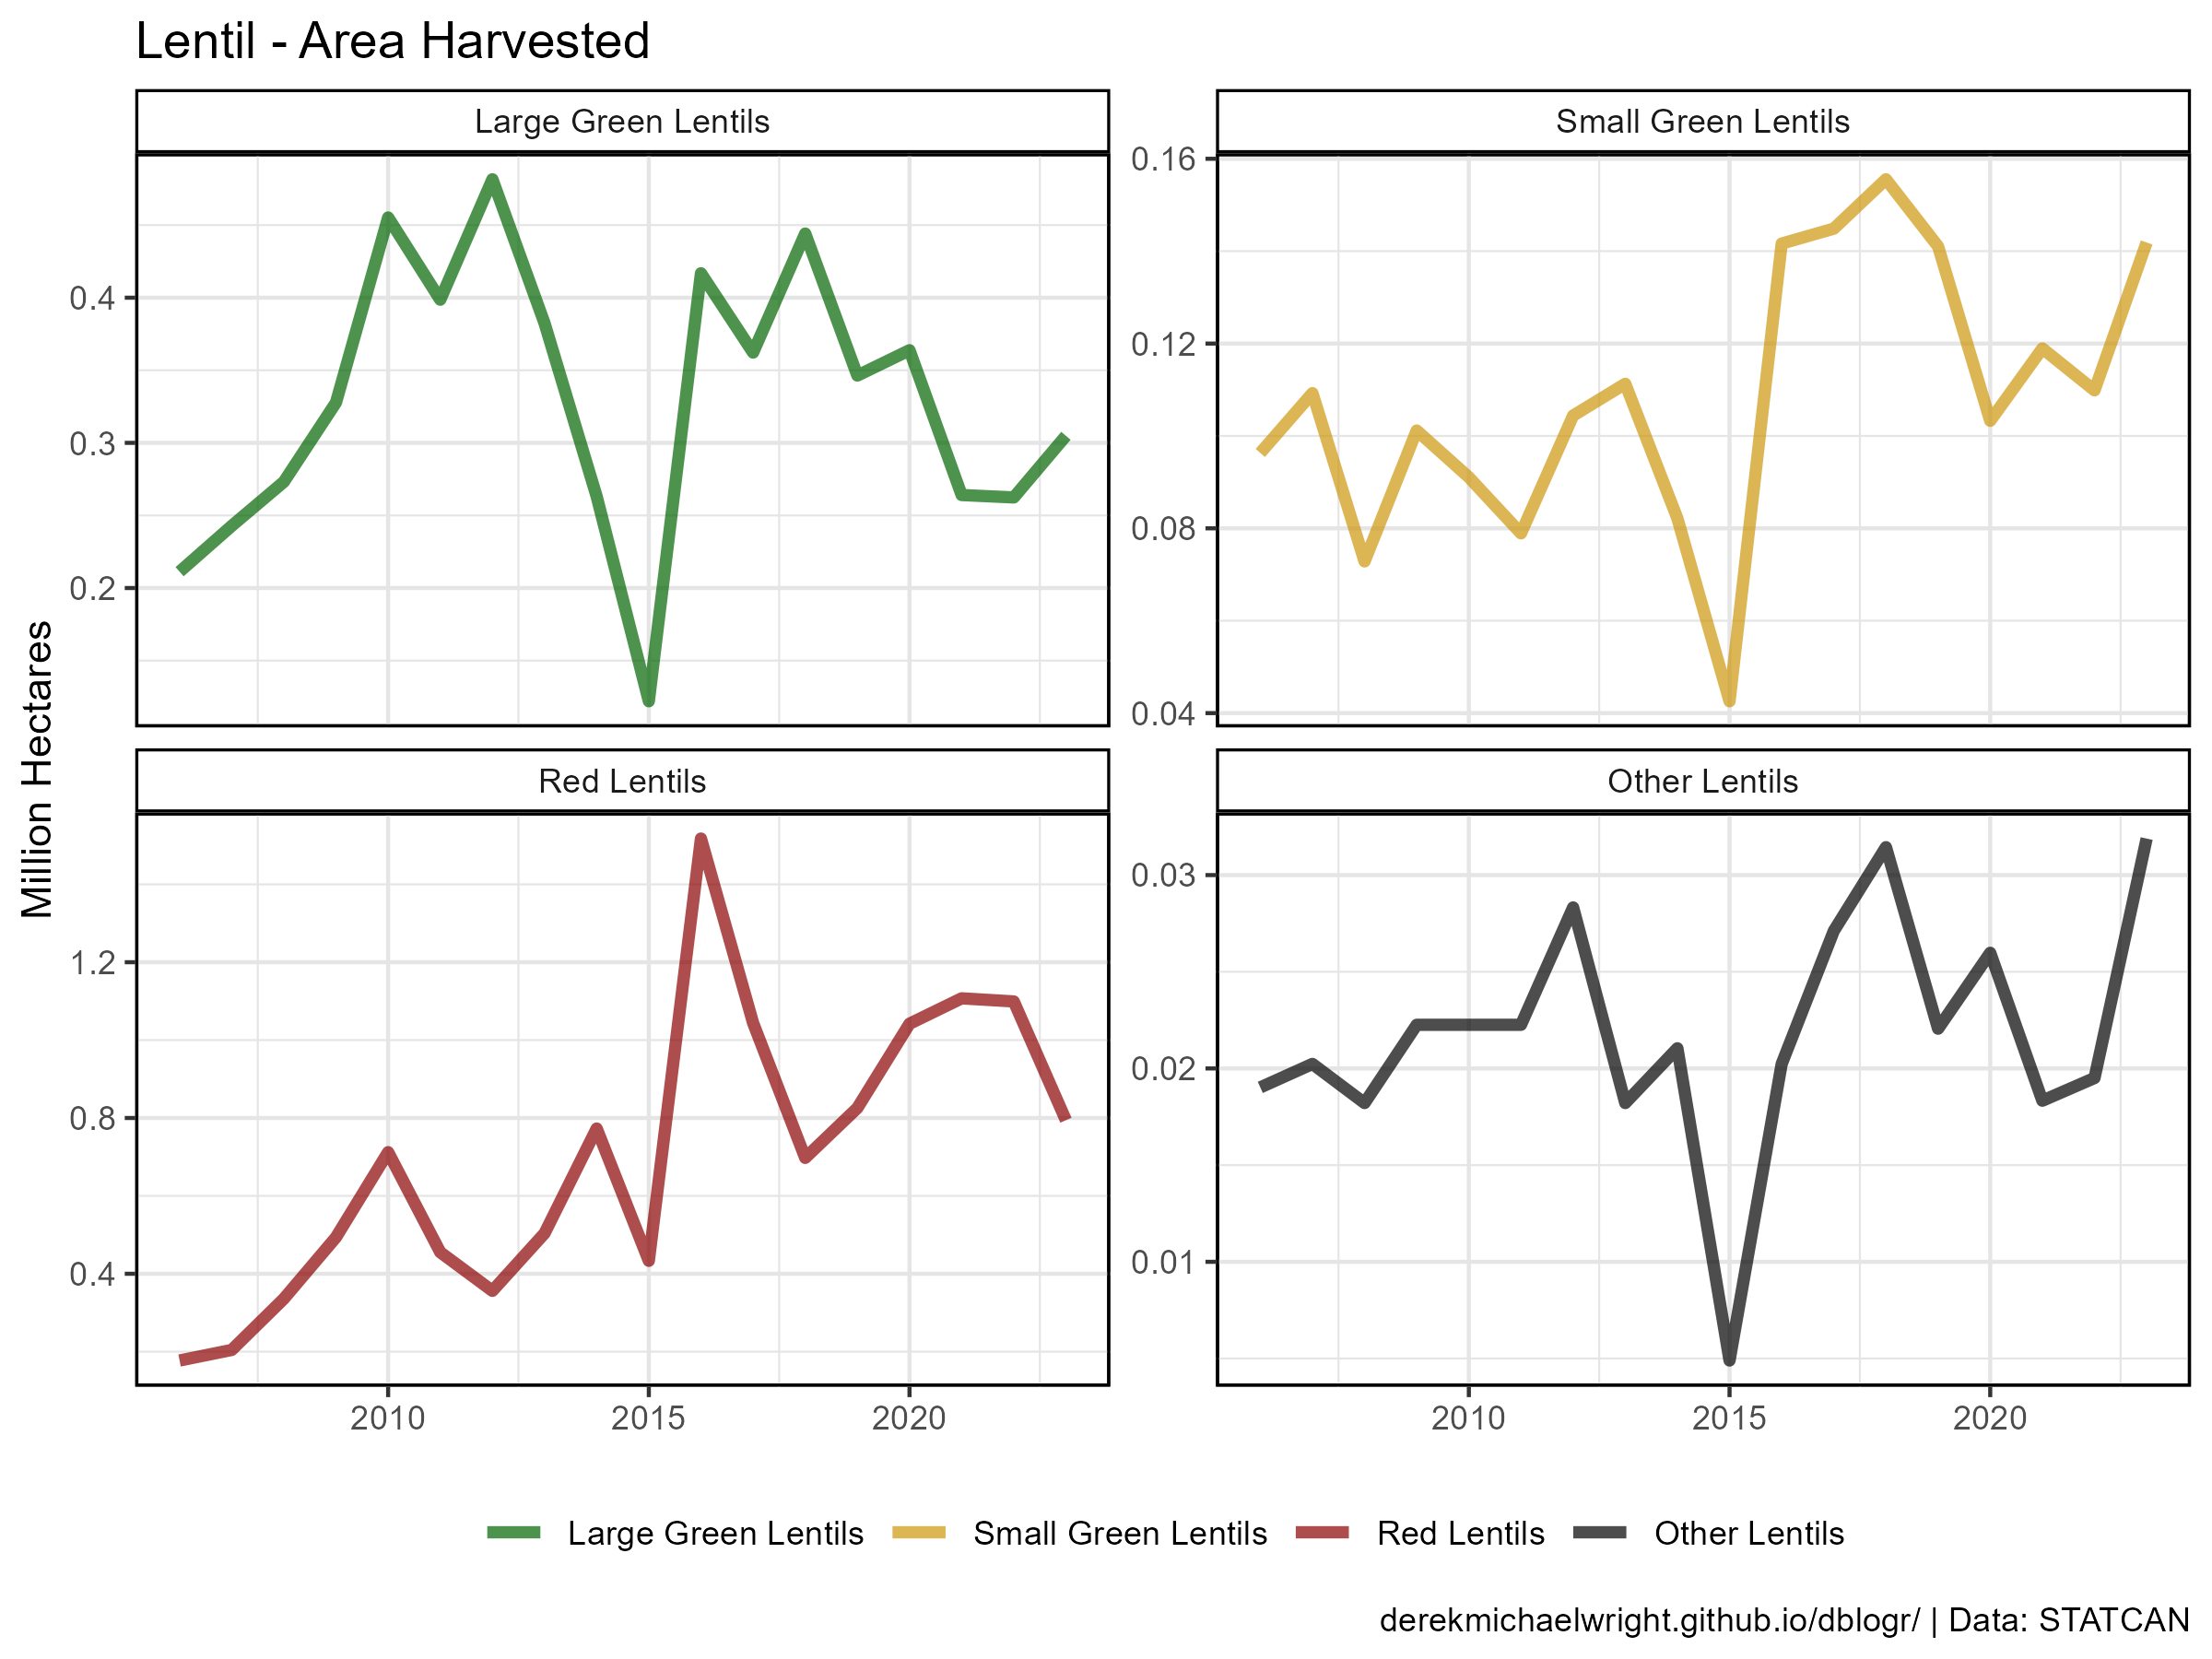 Lentil - Area Harvested
Large Green Lentils
Small Green Lentils
0.4
0.3
0.2
0.16
0.12
0.08
0.04
Million Hectares
Red Lentils
Other Lentils
1.2
0.8
0.4
0.03
0.02
0.01
2010 2015 2020
2010 2015 2020
Large Green Lentils Small Green Lentils Red Lentils Other Lentils
derekmichaelwright.github.io/dblogr/ | Data: STATCAN